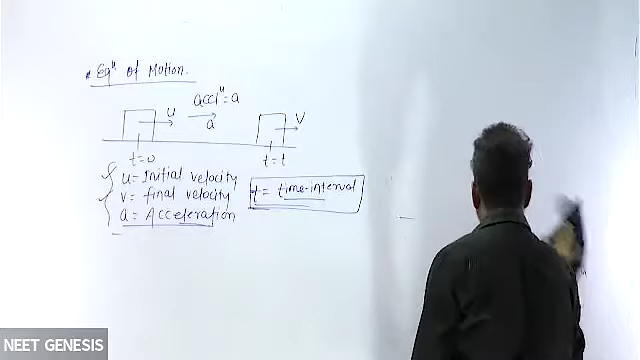 Eqⁿ of Motion.
accⁿ = a
u
a
v
t=0
t=t
u = Initial velocity
v = final velocity
t = time-interval
a = Acceleration
NEET GENESIS